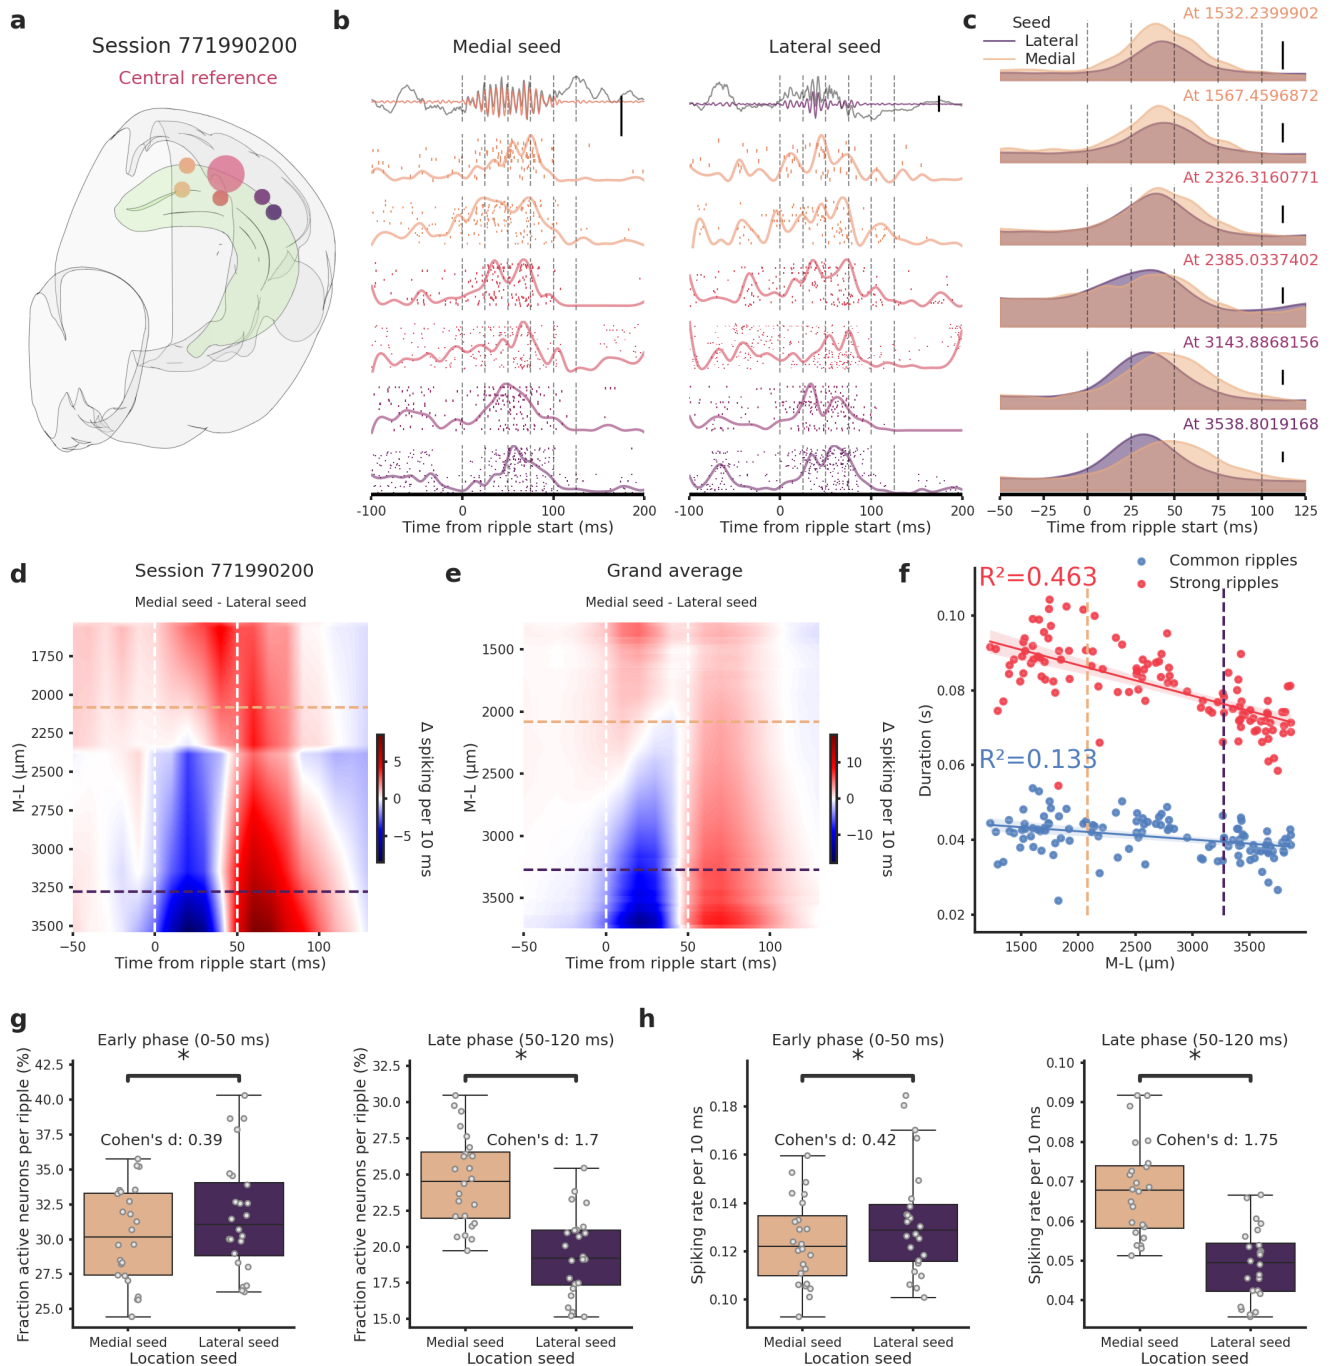 a
Session 771990200
Central reference
b
Medial seed
Lateral seed
-100
0
100
200
Time from ripple start (ms)
-100
0
100
200
Time from ripple start (ms)
c
Seed
Lateral
Medial
At 1532.2399902
At 1567.4596872
At 2326.3160771
At 2385.0337402
At 3143.8868156
At 3538.8019168
−50
−25
0
25
50
75
100
125
Time from ripple start (ms)
d
Session 771990200
Medial seed - Lateral seed
M-L (μm)
1750
2000
2250
2500
2750
3000
3250
3500
−50
0
50
100
Time from ripple start (ms)
5
0
−5
Δ spiking per 10 ms
e
Grand average
Medial seed - Lateral seed
M-L (μm)
1500
2000
2500
3000
3500
−50
0
50
100
Time from ripple start (ms)
10
0
−10
Δ spiking per 10 ms
f
Common ripples
Strong ripples
R²=0.463
R²=0.133
Duration (s)
0.10
0.08
0.06
0.04
0.02
1500
2000
2500
3000
3500
M-L (μm)
g
Early phase (0-50 ms)
*
Cohen's d: 0.39
Fraction active neurons per ripple (%)
42.5
40.0
37.5
35.0
32.5
30.0
27.5
25.0
Medial seed
Lateral seed
Location seed
Late phase (50-120 ms)
*
Cohen's d: 1.7
Fraction active neurons per ripple (%)
32.5
30.0
27.5
25.0
22.5
20.0
17.5
15.0
Medial seed
Lateral seed
Location seed
h
Early phase (0-50 ms)
*
Cohen's d: 0.42
Spiking rate per 10 ms
0.18
0.16
0.14
0.12
0.10
Medial seed
Lateral seed
Location seed
Late phase (50-120 ms)
*
Cohen's d: 1.75
Spiking rate per 10 ms
0.10
0.09
0.08
0.07
0.06
0.05
0.04
Medial seed
Lateral seed
Location seed